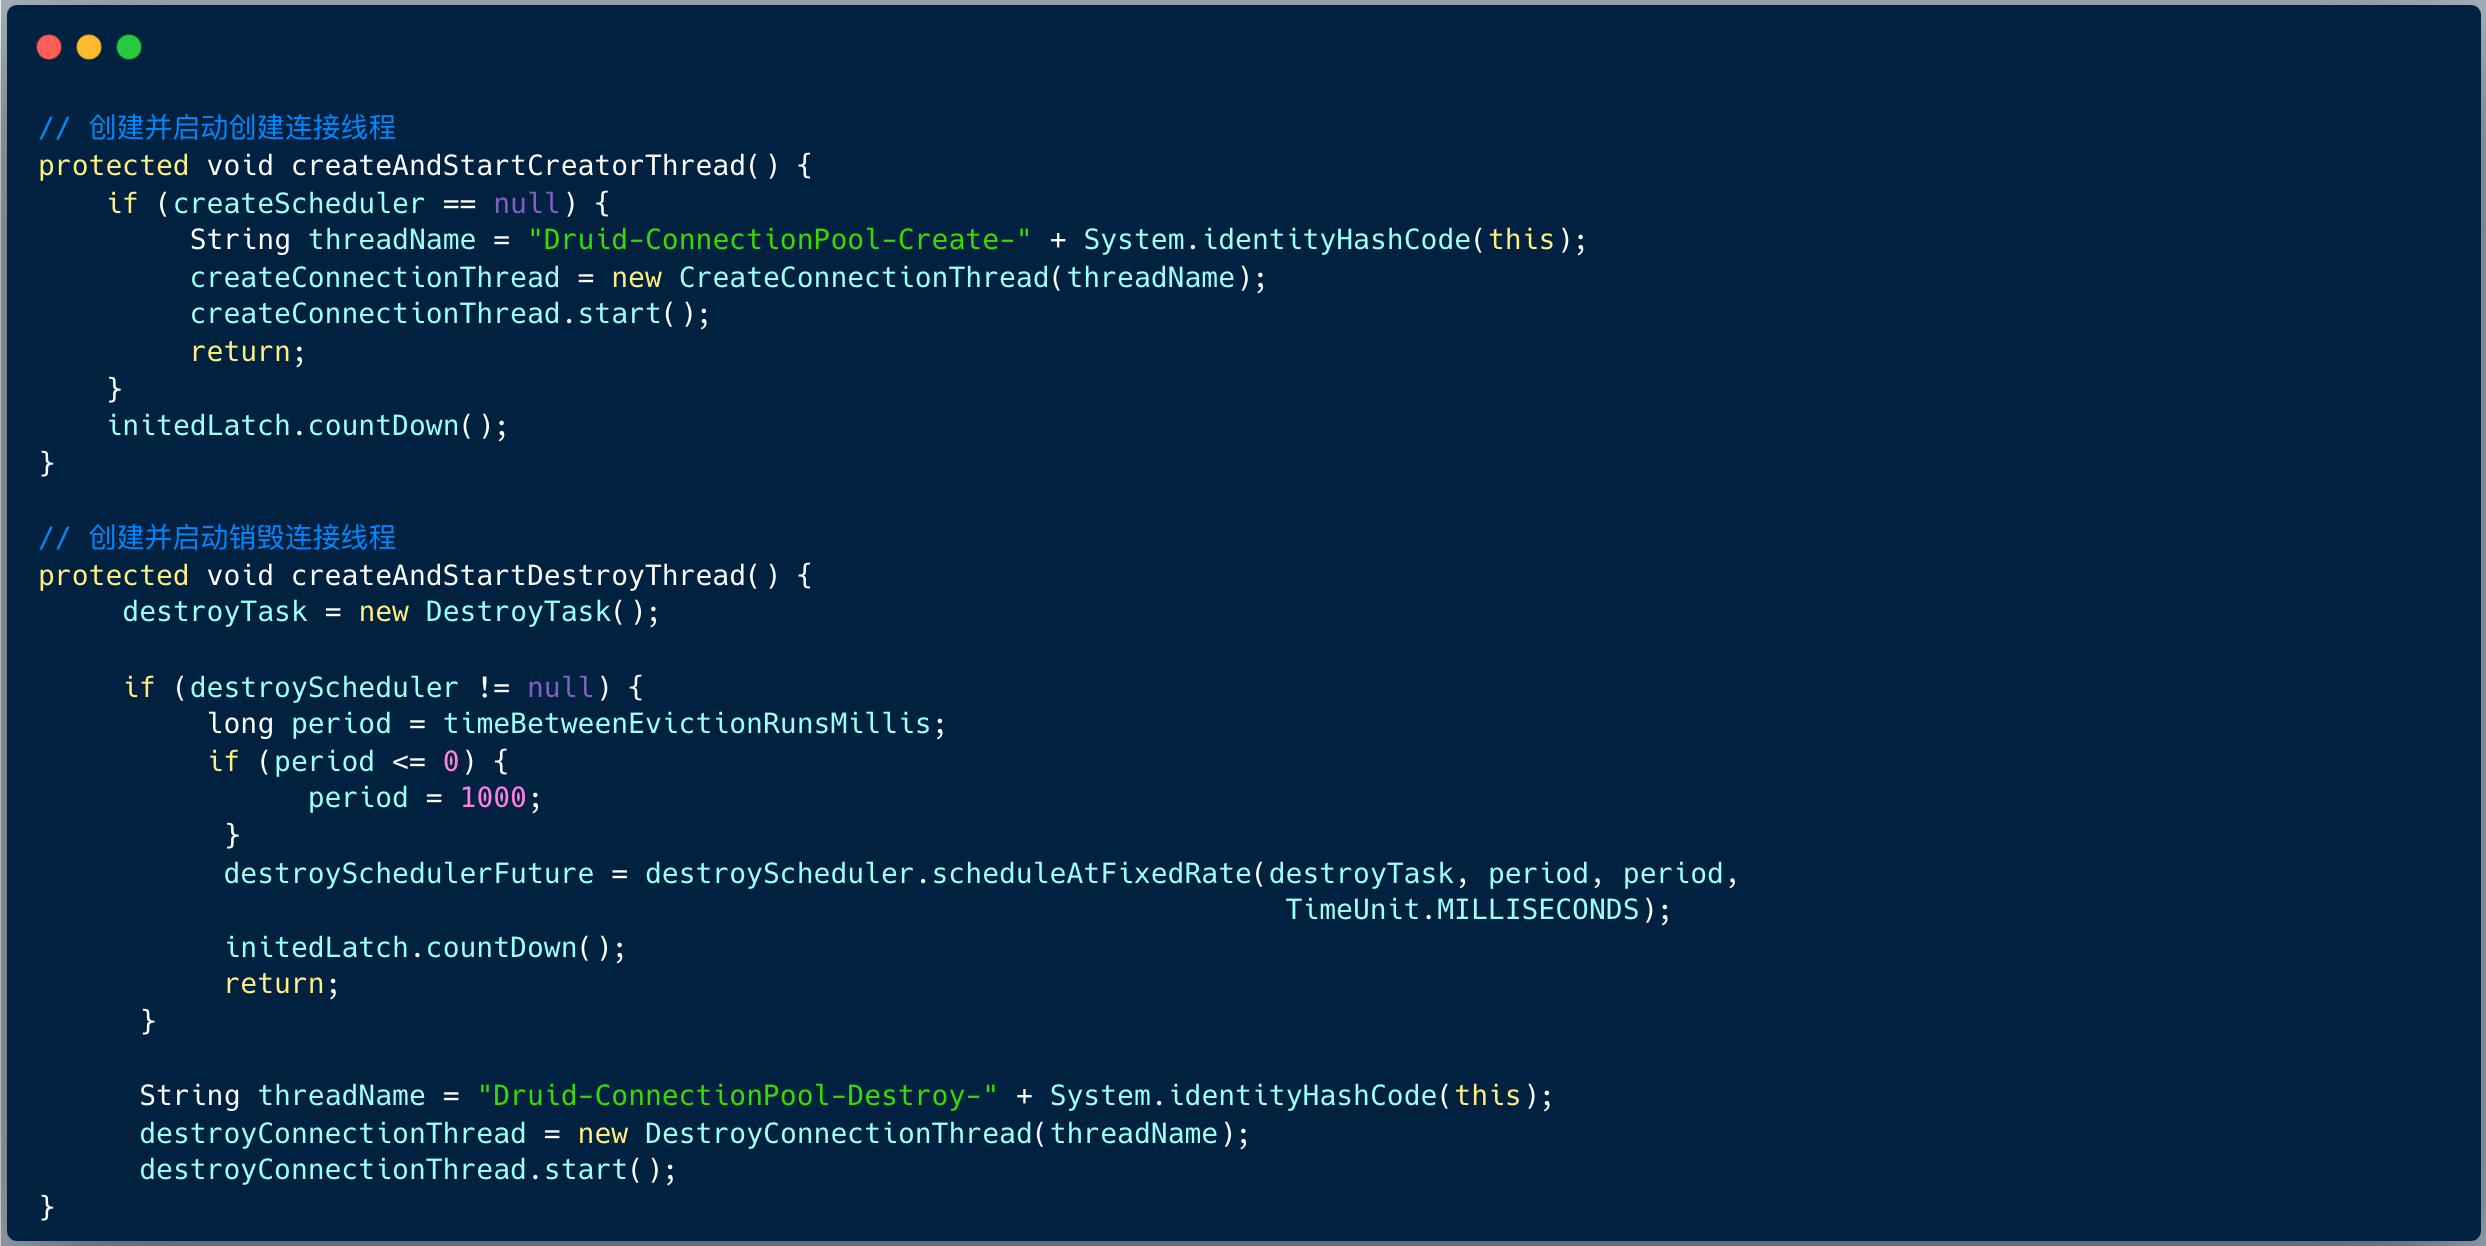 // 创建并启动创建连接线程
protected void createAndStartCreatorThread() {
    if (createScheduler == null) {
         String threadName = "Druid-ConnectionPool-Create-" + System.identityHashCode(this);
         createConnectionThread = new CreateConnectionThread(threadName);
         createConnectionThread.start();
         return;
    }
    initedLatch.countDown();
}

// 创建并启动销毁连接线程
protected void createAndStartDestroyThread() {
     destroyTask = new DestroyTask();

     if (destroyScheduler != null) {
          long period = timeBetweenEvictionRunsMillis;
          if (period <= 0) {
                period = 1000;
           }
           destroySchedulerFuture = destroyScheduler.scheduleAtFixedRate(destroyTask, period, period,
                                                                          TimeUnit.MILLISECONDS);
           initedLatch.countDown();
           return;
      }

      String threadName = "Druid-ConnectionPool-Destroy-" + System.identityHashCode(this);
      destroyConnectionThread = new DestroyConnectionThread(threadName);
      destroyConnectionThread.start();
}